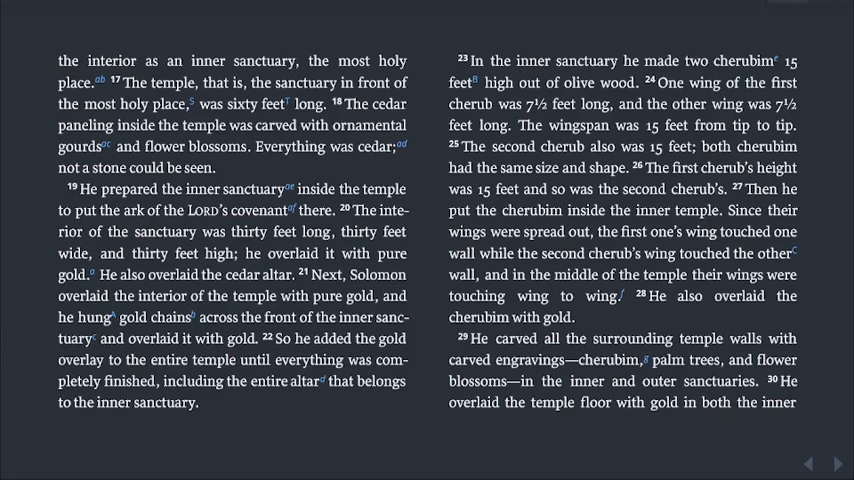 the interior as an inner sanctuary, the most holy
place.ab 17 The temple, that is, the sanctuary in front of
the most holy place,S was sixty feetT long. 18 The cedar
paneling inside the temple was carved with ornamental
gourdsac and flower blossoms. Everything was cedar;ad
not a stone could be seen.
19 He prepared the inner sanctuaryae inside the temple
to put the ark of the LORD’s covenantaf there. 20 The inte-
rior of the sanctuary was thirty feet long, thirty feet
wide, and thirty feet high; he overlaid it with pure
gold.a He also overlaid the cedar altar. 21 Next, Solomon
overlaid the interior of the temple with pure gold, and
he hungA gold chainsb across the front of the inner sanc-
tuaryc and overlaid it with gold. 22 So he added the gold
overlay to the entire temple until everything was com-
pletely finished, including the entire altard that belongs
to the inner sanctuary.
23 In the inner sanctuary he made two cherubime 15
feetB high out of olive wood. 24 One wing of the first
cherub was 7½ feet long, and the other wing was 7½
feet long. The wingspan was 15 feet from tip to tip.
25 The second cherub also was 15 feet; both cherubim
had the same size and shape. 26 The first cherub’s height
was 15 feet and so was the second cherub’s. 27 Then he
put the cherubim inside the inner temple. Since their
wings were spread out, the first one’s wing touched one
wall while the second cherub’s wing touched the otherC
wall, and in the middle of the temple their wings were
touching wing to wing.f 28 He also overlaid the
cherubim with gold.
29 He carved all the surrounding temple walls with
carved engravings—cherubim,g palm trees, and flower
blossoms—in the inner and outer sanctuaries. 30 He
overlaid the temple floor with gold in both the inner